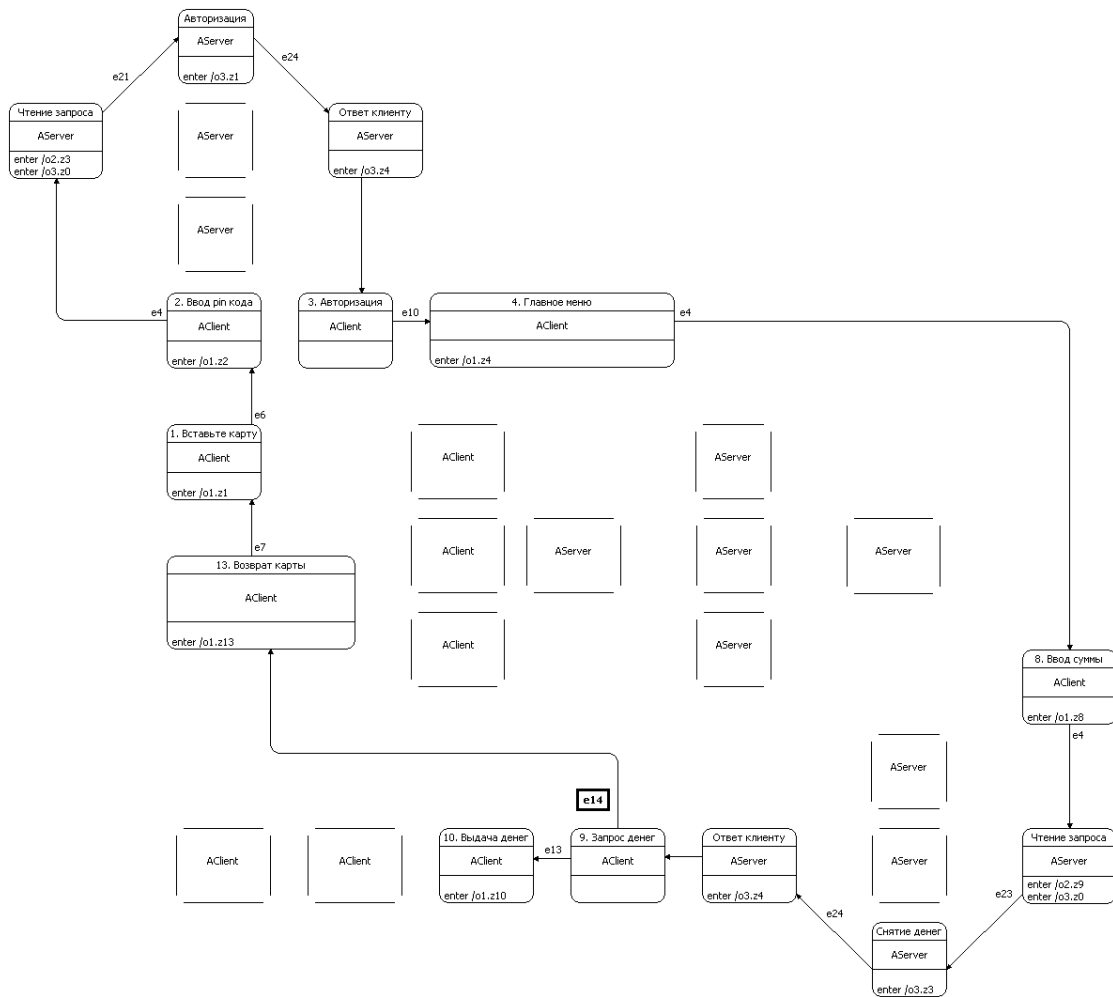 Авторизация
AServer
enter /o3.z1
e21
e24
Чтение запроса
AServer
enter /o2.z3
enter /o3.z0
AServer
Ответ клиенту
AServer
enter /o3.z4
AServer
2. Ввод pin кода
AClient
enter /o1.z2
e4
3. Авторизация
AClient
e10
4. Главное меню
AClient
enter /o1.z4
e4
e6
1. Вставьте карту
AClient
enter /o1.z1
AClient
AServer
e7
13. Возврат карты
AClient
enter /o1.z13
AClient
AServer
AServer
AServer
AClient
AServer
8. Ввод суммы
AClient
enter /o1.z8
e4
AServer
e14
AClient
AClient
10. Выдача денег
AClient
enter /o1.z10
e13
9. Запрос денег
AClient
Ответ клиенту
AServer
enter /o3.z4
AServer
Чтение запроса
AServer
enter /o2.z9
enter /o3.z0
e23
e24
Снятие денег
AServer
enter /o3.z3